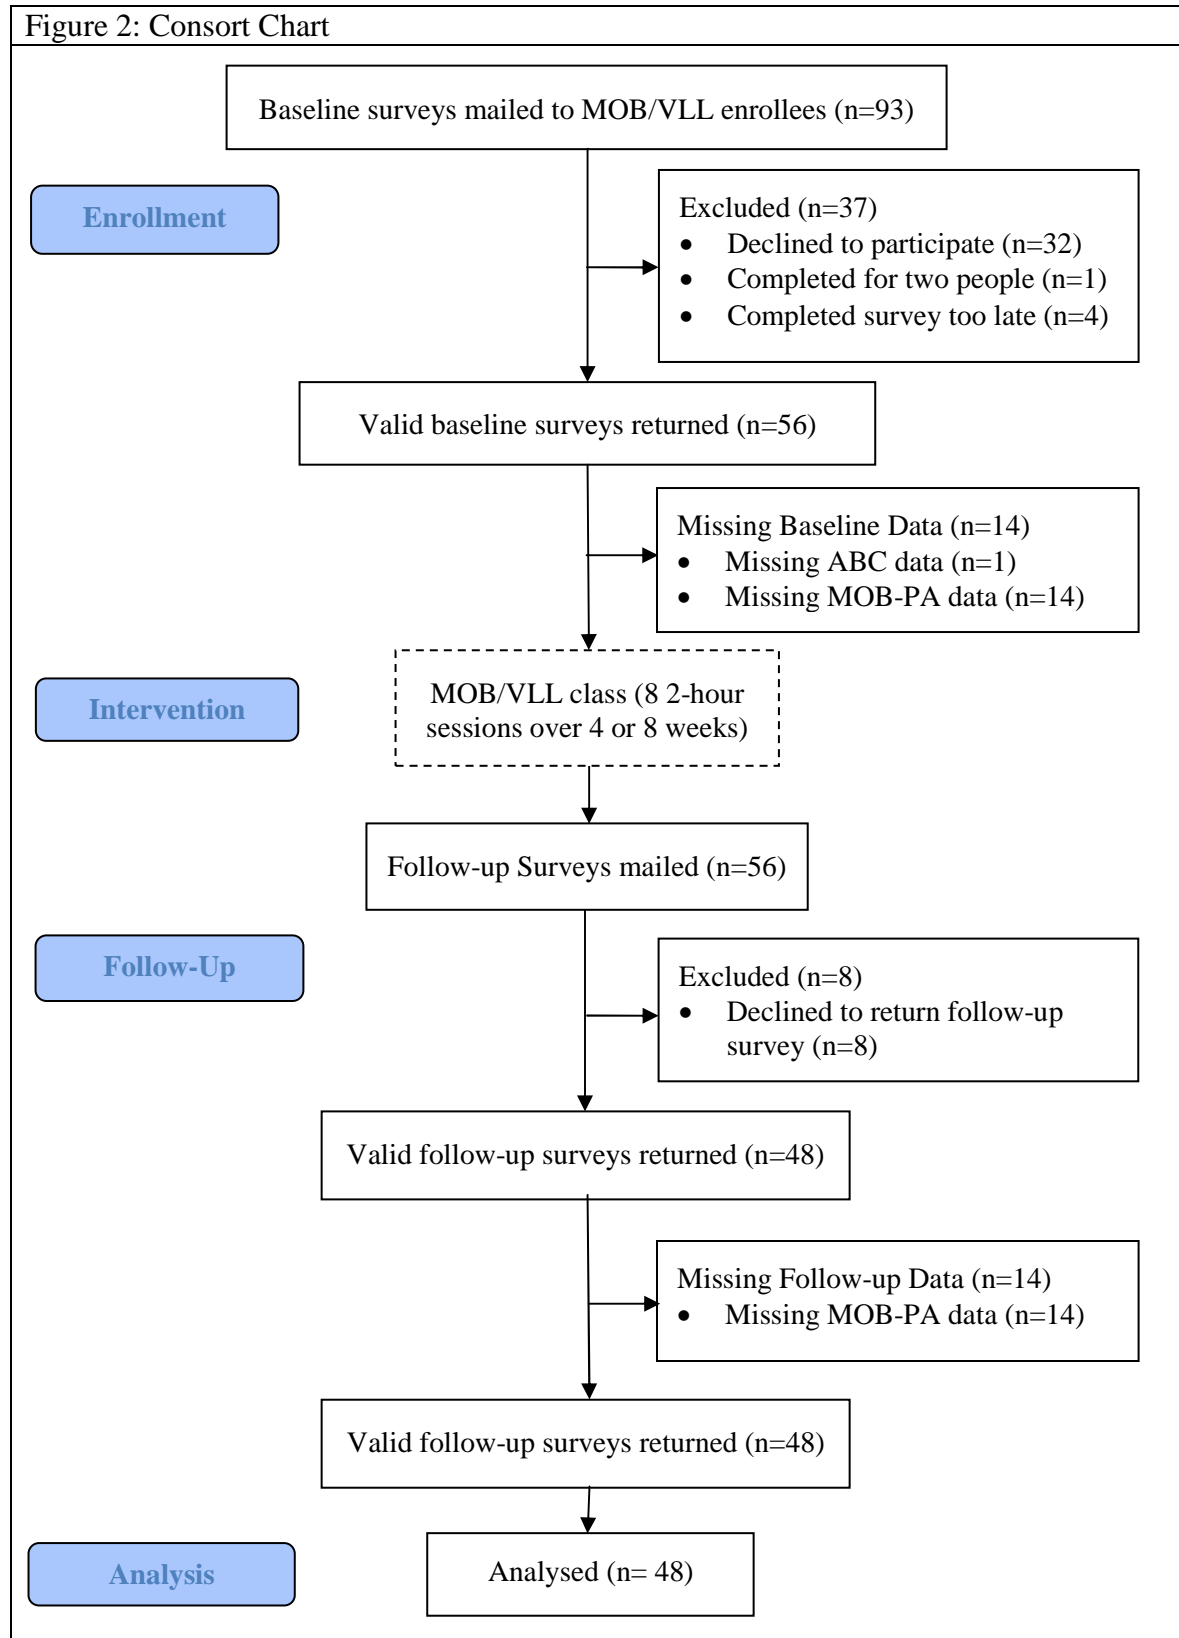 Figure 2: Consort Chart
Baseline surveys mailed to MOB/VLL enrollees (n=93)
Enrollment
Excluded (n=37)
• Declined to participate (n=32)
• Completed for two people (n=1)
• Completed survey too late (n=4)
Valid baseline surveys returned (n=56)
Missing Baseline Data (n=14)
• Missing ABC data (n=1)
• Missing MOB-PA data (n=14)
Intervention
MOB/VLL class (8 2-hour
sessions over 4 or 8 weeks)
Follow-up Surveys mailed (n=56)
Follow-Up
Excluded (n=8)
• Declined to return follow-up
survey (n=8)
Valid follow-up surveys returned (n=48)
Missing Follow-up Data (n=14)
• Missing MOB-PA data (n=14)
Valid follow-up surveys returned (n=48)
Analysis
Analysed (n= 48)